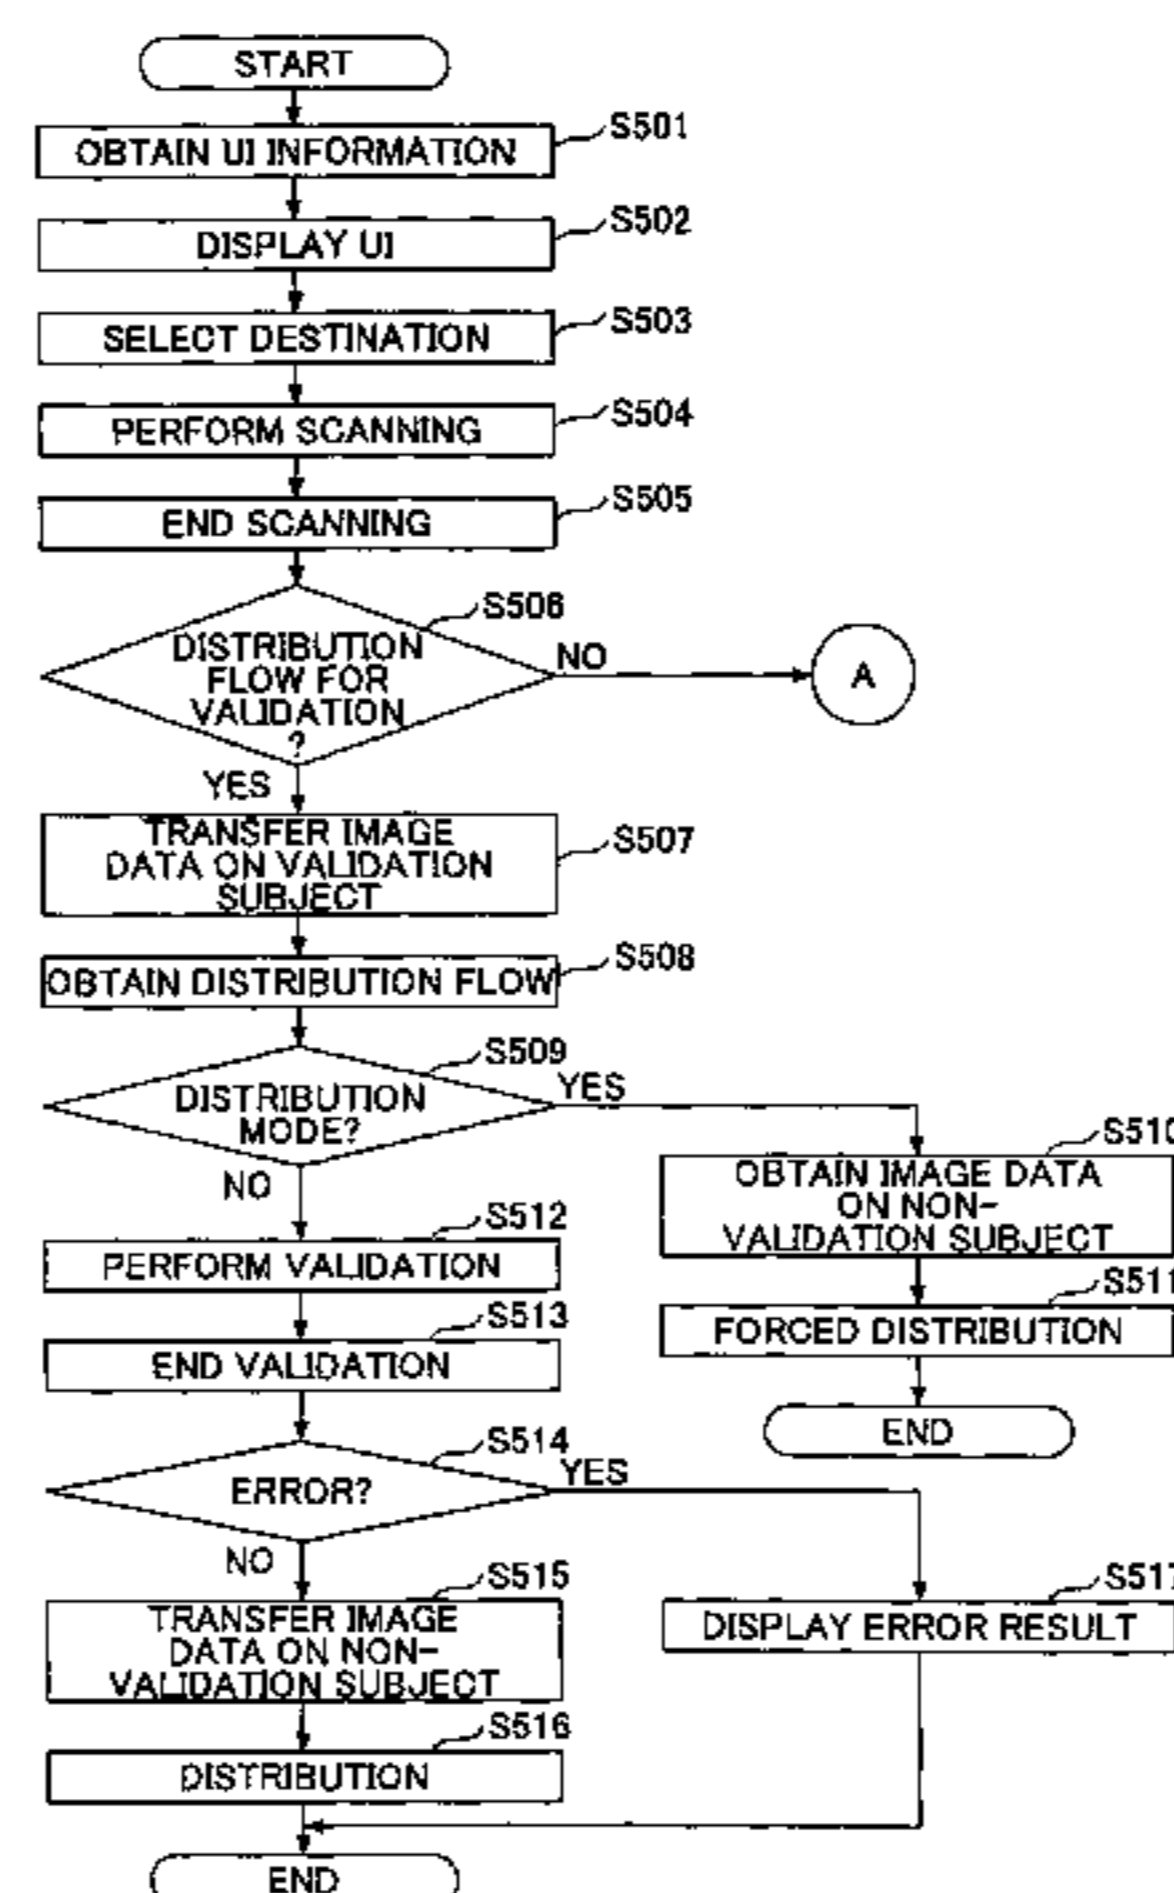 START
OBTAIN UI INFORMATION
S501
DISPLAY UI
S502
SELECT DESTINATION
S503
PERFORM SCANNING
S504
END SCANNING
S505
S506
DISTRIBUTION
FLOW FOR
VALIDATION
?
NO
A
YES
TRANSFER IMAGE
DATA ON VALIDATION
SUBJECT
S507
OBTAIN DISTRIBUTION FLOW
S508
S509
DISTRIBUTION
MODE?
YES
NO
S510
OBTAIN IMAGE DATA
ON NON-
VALIDATION SUBJECT
S511
FORCED DISTRIBUTION
END
S512
PERFORM VALIDATION
S513
END VALIDATION
S514
ERROR?
YES
NO
S515
TRANSFER IMAGE
DATA ON NON-
VALIDATION SUBJECT
S517
DISPLAY ERROR RESULT
S516
DISTRIBUTION
END